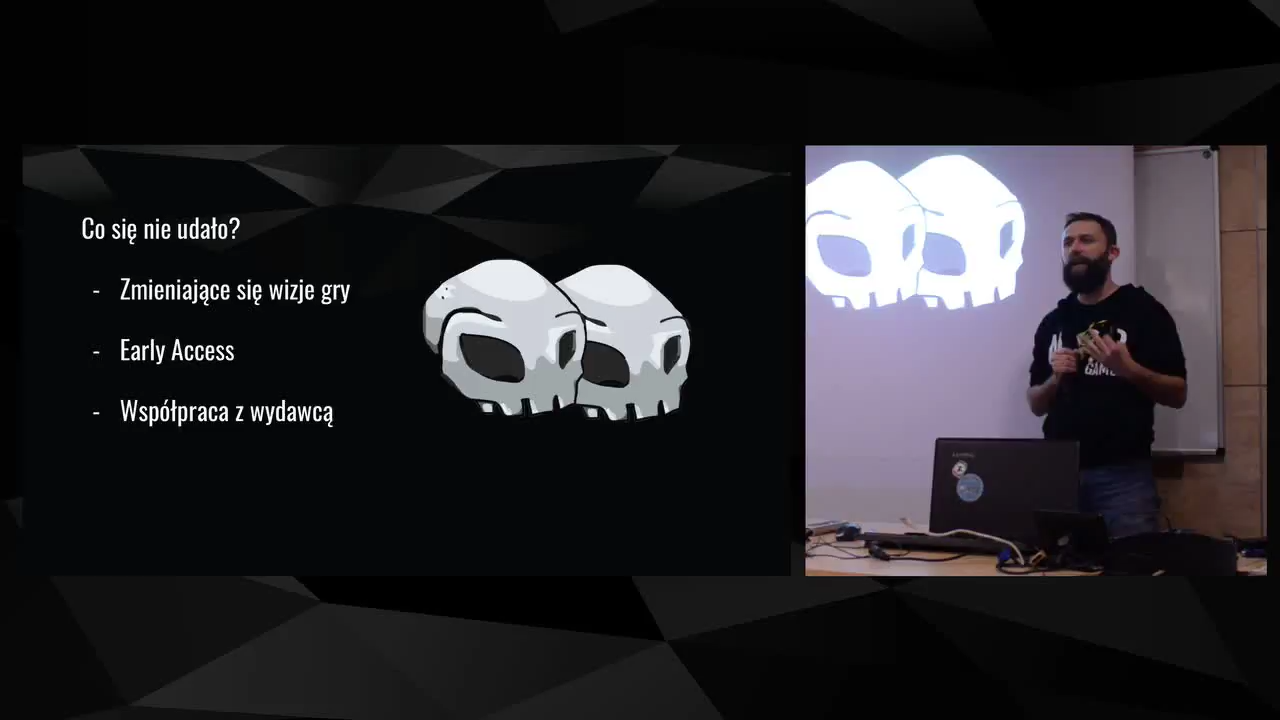 Co się nie udało?
- Zmieniające się wizje gry
- Early Access
- Współpraca z wydawcą